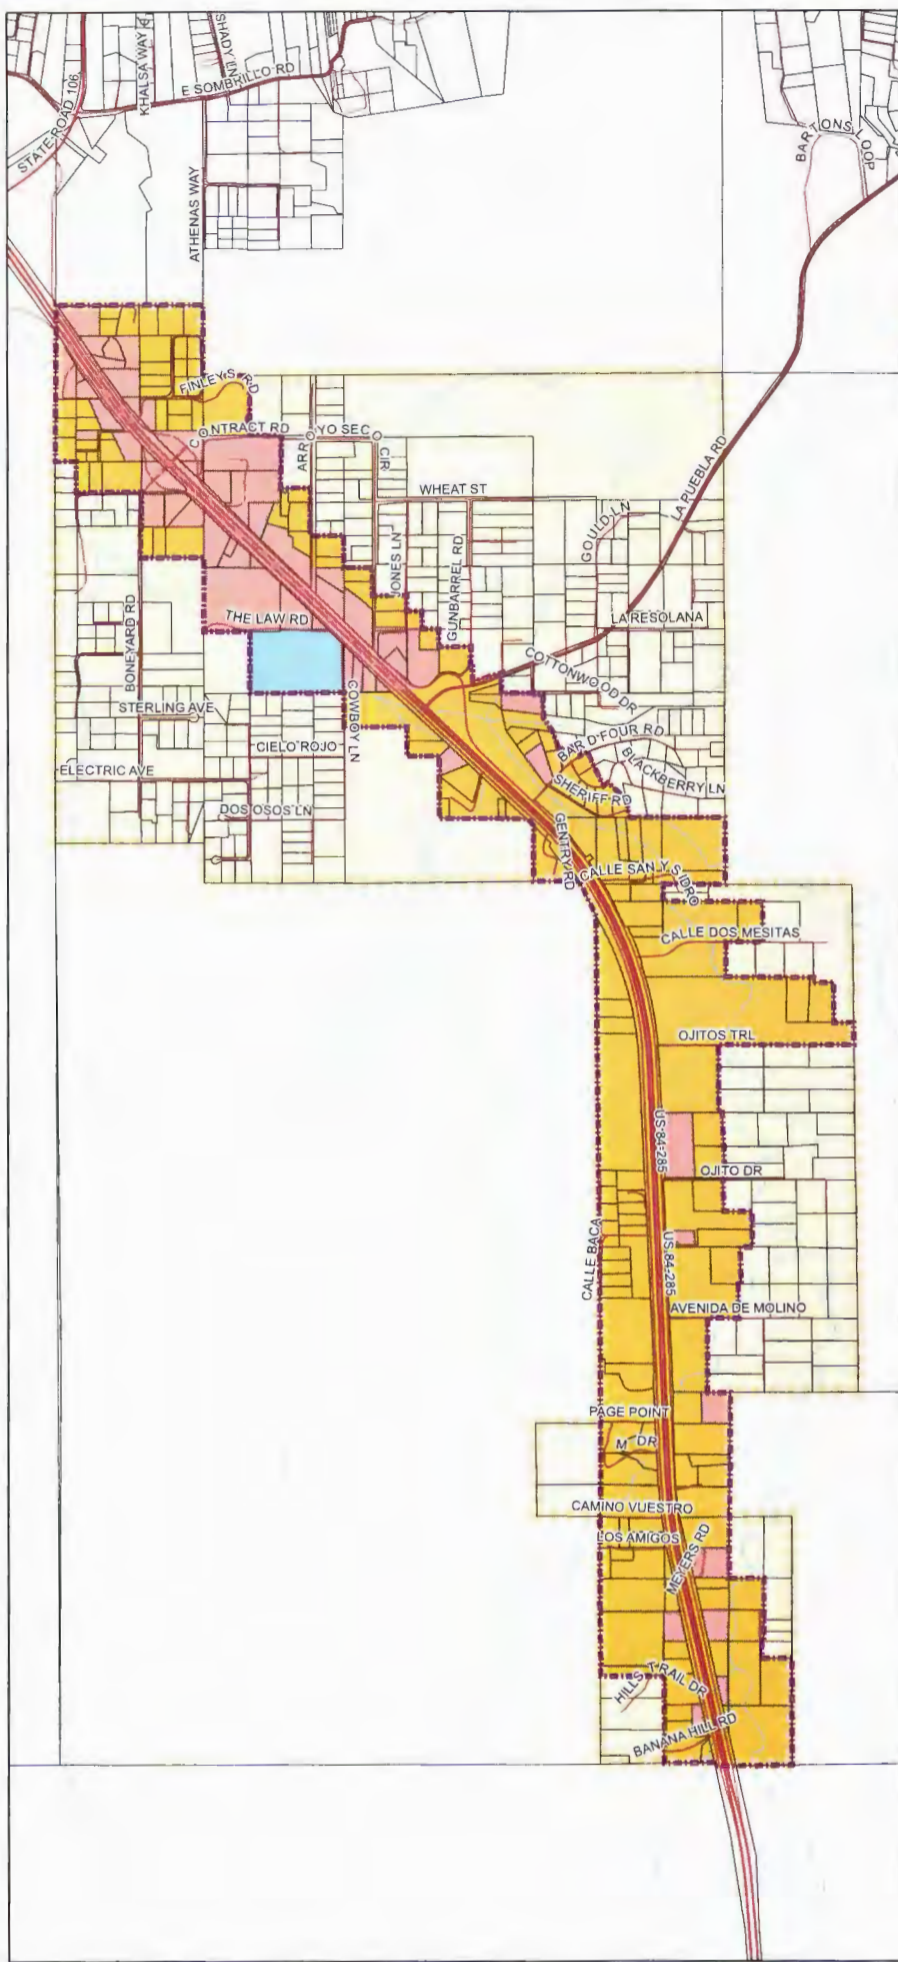 KHALSA WAY
SHADY LN
E SOMBRILLO RD
STATE ROAD 106
BARTONS LOOP
ATHENAS WAY
FINLEYS RD
CONTRACT RD
ARROYO SECO CIR
LA PUEBLA RD
WHEAT ST
GOULD LN
JONES LN
GUNBARREL RD
THE LAW RD
LA RESOLANA
BONEYARD RD
COTTONWOOD DR
STERLING AVE
COWBOY LN
BAR D FOUR RD
CIELO ROJO
BLACKBERRY LN
ELECTRIC AVE
SHERIFF RD
DOS OSOS LN
GENTRY RD
CALLE SAN YSIDRO
CALLE DOS MESITAS
OJITOS TRL
US 84-285
OJITO DR
CALLE BACA
US 84-285
AVENIDA DE MOLINO
PAGE POINT
M DR
CAMINO VUESTRO
LOS AMIGOS
MEYERS RD
HILLS TRAIL DR
BANANA HILL RD